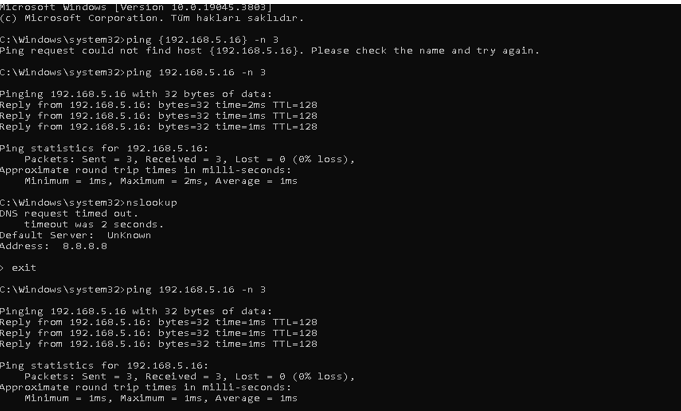 Microsoft Windows [Version 10.0.19045.3803]
(c) Microsoft Corporation. Tüm hakları saklıdır.
C:\Windows\system32>ping {192.168.5.16} -n 3
Ping request could not find host {192.168.5.16}. Please check the name and try again.
C:\Windows\system32>ping 192.168.5.16 -n 3
Pinging 192.168.5.16 with 32 bytes of data:
Reply from 192.168.5.16: bytes=32 time=2ms TTL=128
Reply from 192.168.5.16: bytes=32 time=1ms TTL=128
Reply from 192.168.5.16: bytes=32 time=1ms TTL=128
Ping statistics for 192.168.5.16:
    Packets: Sent = 3, Received = 3, Lost = 0 (0% loss),
Approximate round trip times in milli-seconds:
    Minimum = 1ms, Maximum = 2ms, Average = 1ms
C:\Windows\system32>nslookup
DNS request timed out.
    timeout was 2 seconds.
Default Server:  UnKnown
Address:  8.8.8.8
> exit
C:\Windows\system32>ping 192.168.5.16 -n 3
Pinging 192.168.5.16 with 32 bytes of data:
Reply from 192.168.5.16: bytes=32 time=1ms TTL=128
Reply from 192.168.5.16: bytes=32 time=1ms TTL=128
Reply from 192.168.5.16: bytes=32 time=1ms TTL=128
Ping statistics for 192.168.5.16:
    Packets: Sent = 3, Received = 3, Lost = 0 (0% loss),
Approximate round trip times in milli-seconds:
    Minimum = 1ms, Maximum = 1ms, Average = 1ms